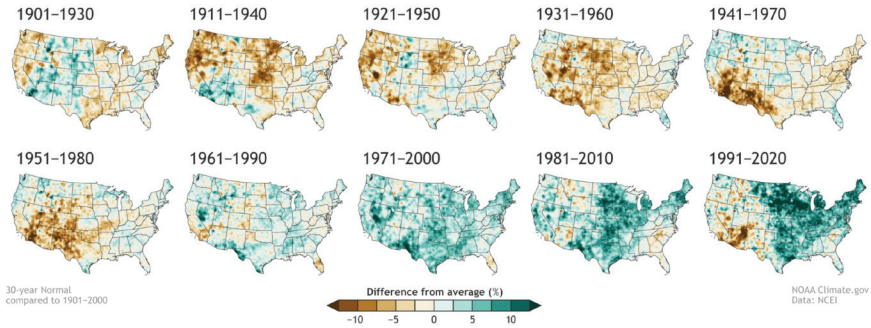 1901–1930
1911–1940
1921–1950
1931–1960
1941–1970
1951–1980
1961–1990
1971–2000
1981–2010
1991–2020
30-year Normal
compared to 1901–2000
Difference from average (%)
−10 −5 0 5 10
NOAA Climate.gov
Data: NCEI